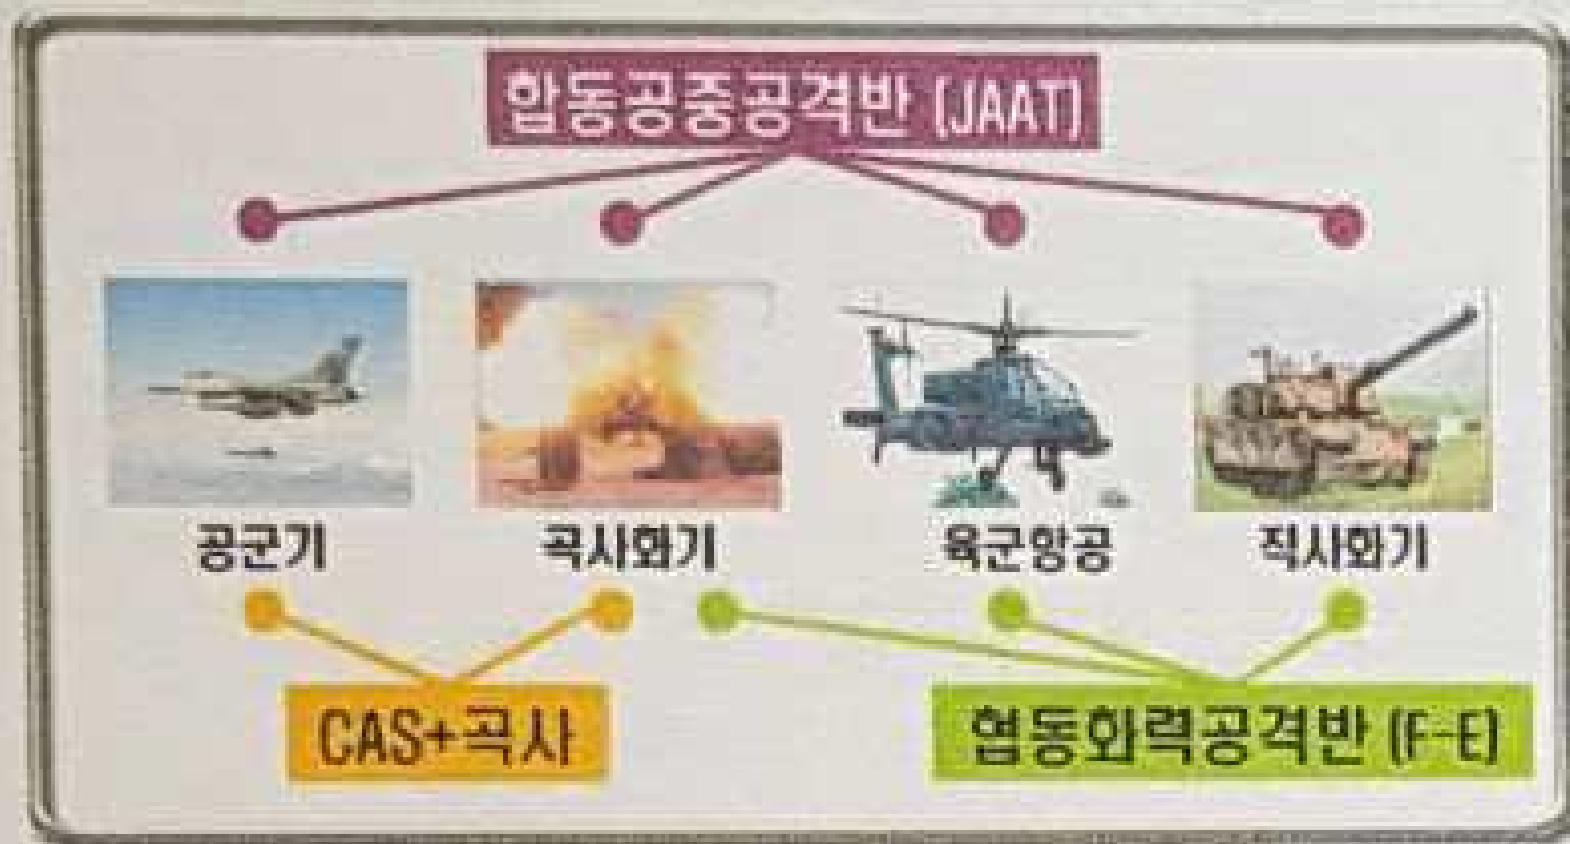 합동공중공격반 (JAAT)
공군기
곡사화기
육군항공
직사화기
CAS+곡사
협동화력공격반 (F-E)